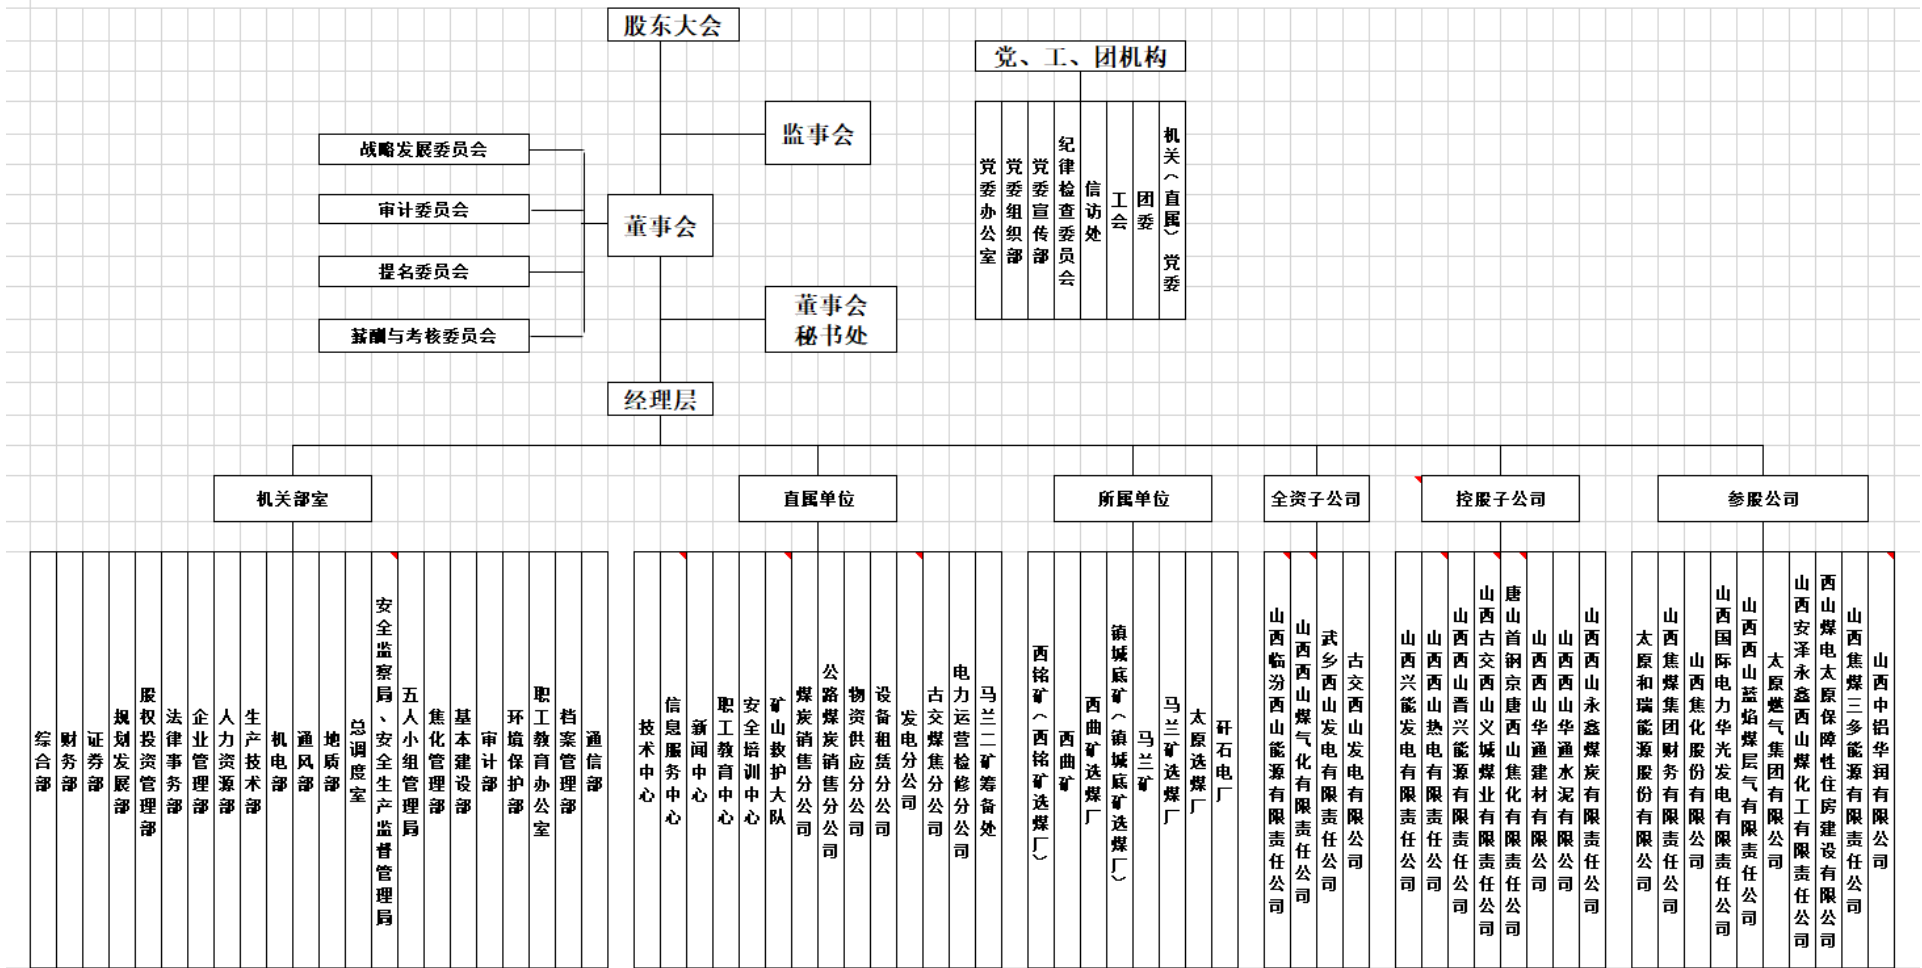 股东大会
党、工、团机构
监事会
战略发展委员会
审计委员会
提名委员会
薪酬与考核委员会
董事会
董事会
秘书处
经理层
党委办公室
党委组织部
党委宣传部
纪律检查委员会
信访处
工会
团委
机关（直属）党委
机关部室
直属单位
所属单位
全资子公司
控股子公司
参股公司
综合部
财务部
证券部
规划发展部
股权投资管理部
法律事务部
企业管理部
人力资源部
生产技术部
机电部
通风部
地质部
总调度室
安全监察局、安全生产监督管理局
五人小组管理局
焦化管理部
基本建设部
审计部
环境保护部
职工教育办公室
档案管理部
通信部
技术中心
信息服务中心
新闻中心
职工教育中心
安全培训中心
矿山救护大队
煤炭销售分公司
公路煤炭销售分公司
物资供应分公司
设备租赁分公司
发电分公司
古交煤焦分公司
电力运营检修分公司
马兰二矿筹备处
西铭矿（西铭矿选煤厂）
西曲矿
西曲矿选煤厂
镇城底矿（镇城底矿选煤厂）
马兰矿
马兰矿选煤厂
太原选煤厂
矸石电厂
山西临汾西山能源有限责任公司
山西西山煤气化有限责任公司
武乡西山发电有限责任公司
古交西山发电有限公司
山西兴能发电有限责任公司
山西西山热电有限责任公司
山西西山晋兴能源有限责任公司
山西古交西山义城煤业有限责任公司
唐山首钢京唐西山焦化有限责任公司
山西西山华通建材有限公司
山西西山华通水泥有限公司
山西西山永鑫煤炭有限责任公司
太原和瑞能源股份有限公司
山西焦煤集团财务有限责任公司
山西焦化股份有限公司
山西国际电力华光发电有限责任公司
山西西山蓝焰煤层气有限责任公司
太原燃气集团有限公司
山西安泽永鑫西山煤化工有限责任公司
西山煤电太原保障性住房建设有限公司
山西焦煤三多能源有限责任公司
山西中铝华润有限公司